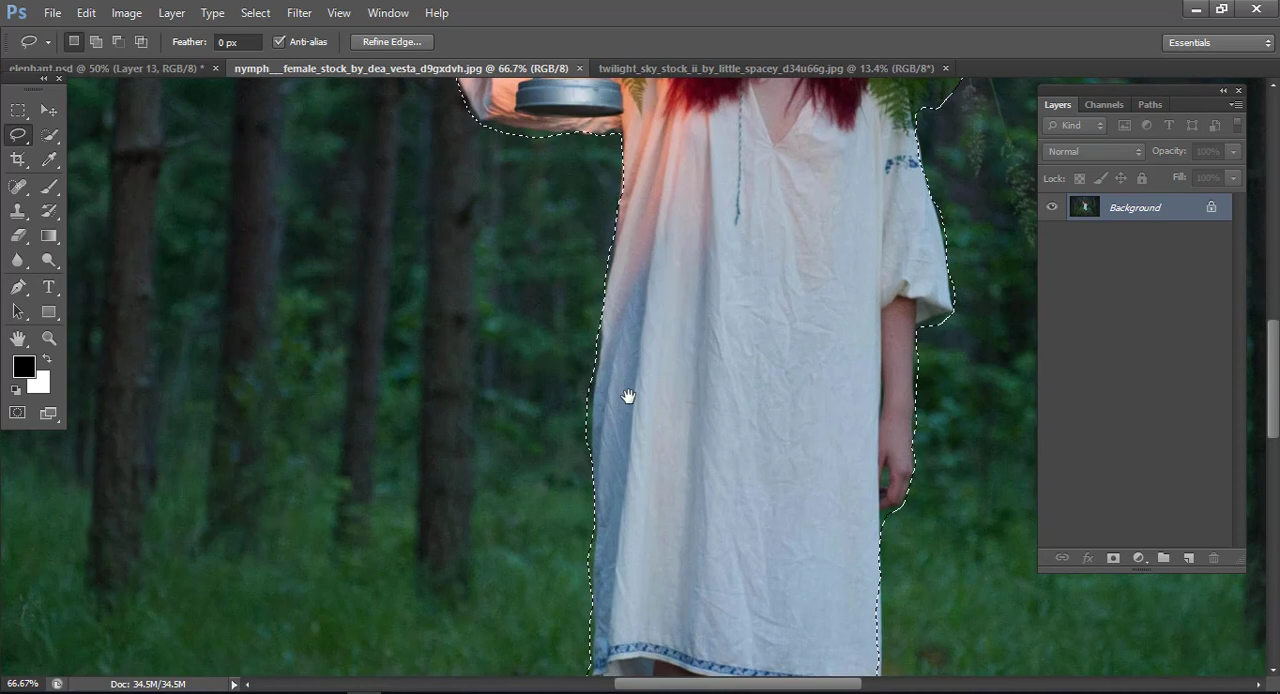 Ps File Edit Image Layer Type Select Filter View Window Help
Feather: 0 px Anti-alias Refine Edge... Essentials
elephant.psd @ 50% (Layer 13, RGB/8) * × nymph___female_stock_by_dea_vesta_d9gxdvh.jpg @ 66.7% (RGB/8) × twilight_sky_stock_ii_by_little_spacey_d34u66g.jpg @ 13.4% (RGB/8*) ×
Layers Channels Paths
Kind
Normal Opacity: 100%
Lock: Fill: 100%
Background
fx
66.67% Doc: 34.5M/34.5M